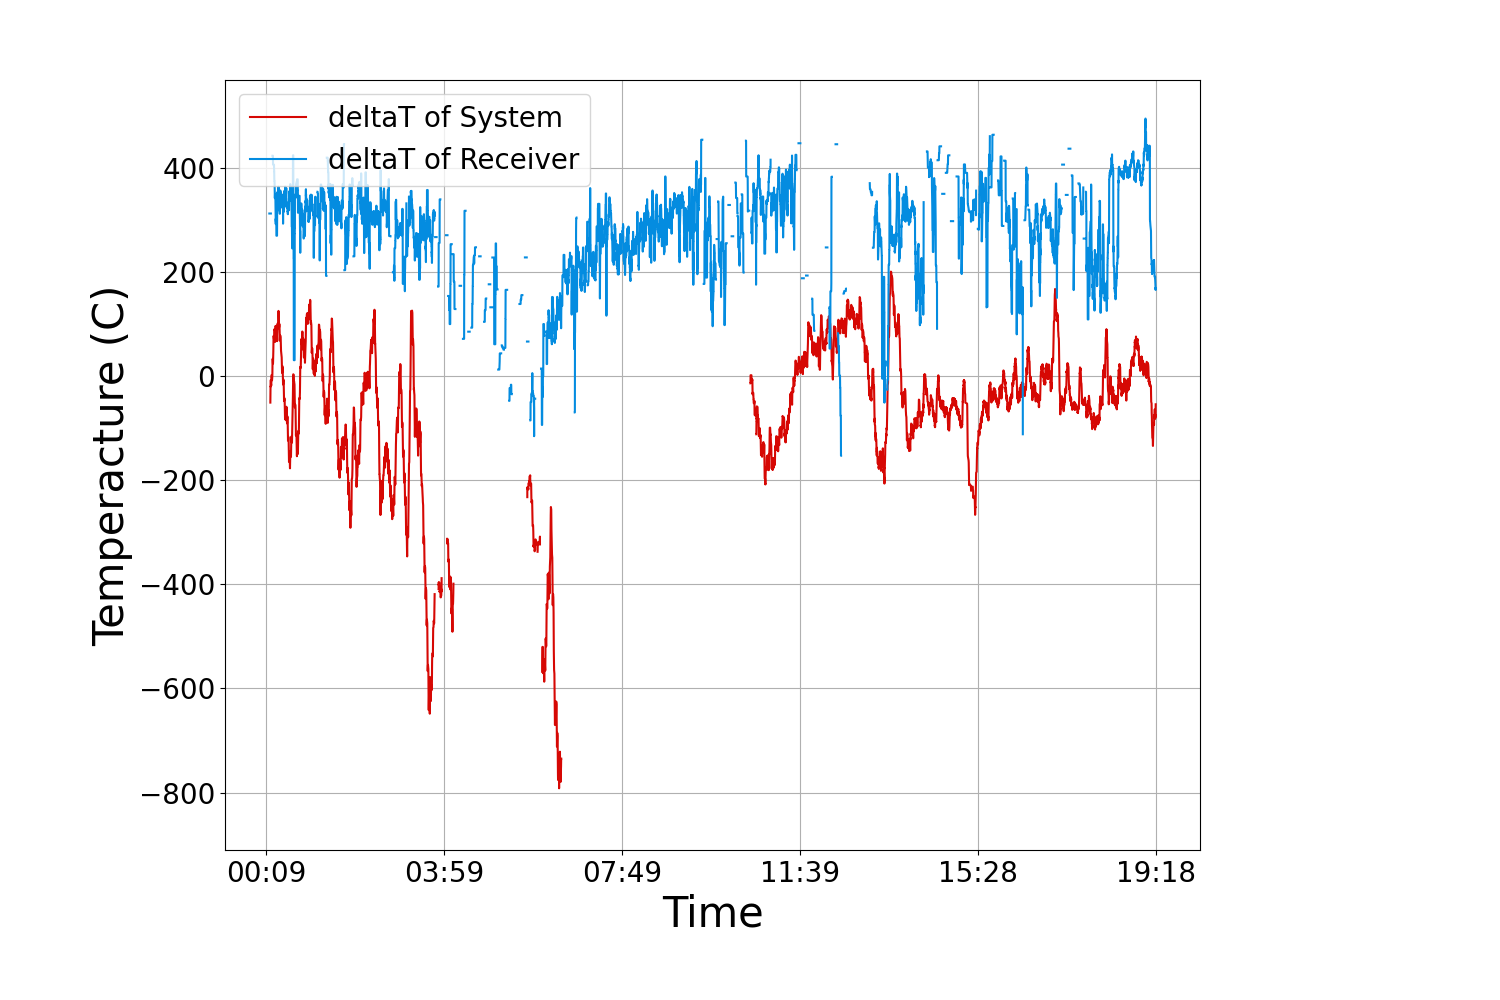 deltaT of System
deltaT of Receiver
400
200
0
−200
−400
−600
−800
Temperacture (C)
00:09 03:59 07:49 11:39 15:28 19:18
Time